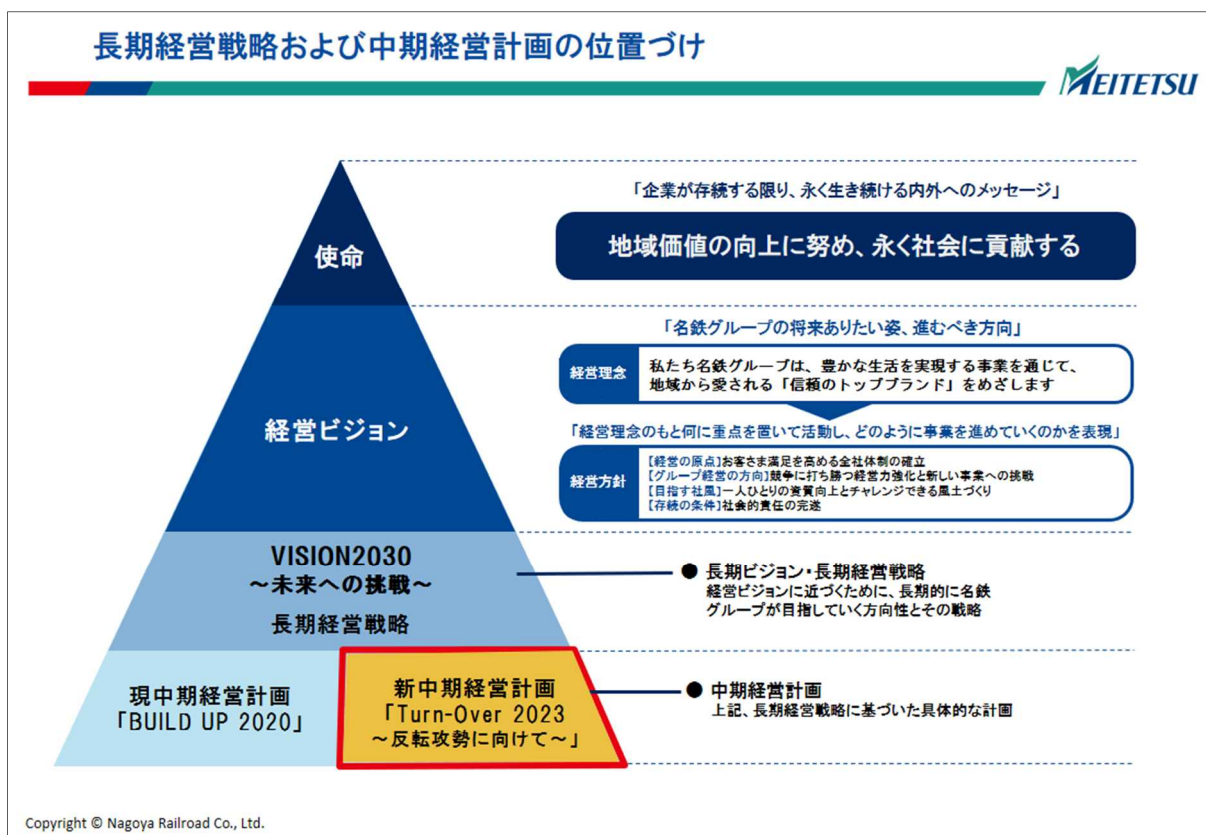 長期経営戦略および中期経営計画の位置づけ
MEITETSU
使命
「企業が存続する限り、永く生き続ける内外へのメッセージ」
地域価値の向上に努め、永く社会に貢献する
経営ビジョン
「名鉄グループの将来ありたい姿、進むべき方向」
経営理念
私たち名鉄グループは、豊かな生活を実現する事業を通じて、
地域から愛される「信頼のトップブランド」をめざします
「経営理念のもと何に重点を置いて活動し、どのように事業を進めていくのかを表現」
経営方針
【経営の原点】お客さま満足を高める全社体制の確立
【グループ経営の方向】競争に打ち勝つ経営力強化と新しい事業への挑戦
【目指す社風】一人ひとりの資質向上とチャレンジできる風土づくり
【存続の条件】社会的責任の完遂
VISION2030
～未来への挑戦～
長期経営戦略
● 長期ビジョン・長期経営戦略
経営ビジョンに近づくために、長期的に名鉄
グループが目指していく方向性とその戦略
現中期経営計画
「BUILD UP 2020」
新中期経営計画
「Turn-Over 2023
～反転攻勢に向けて～」
● 中期経営計画
上記、長期経営戦略に基づいた具体的な計画
Copyright © Nagoya Railroad Co., Ltd.